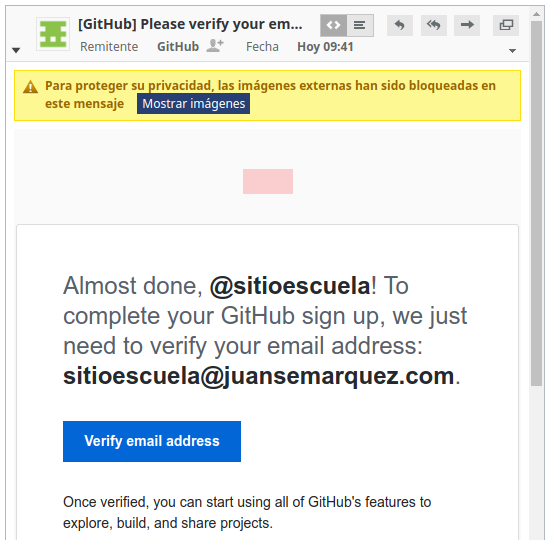 [GitHub] Please verify your em...
Remitente GitHub Fecha Hoy 09:41
Para proteger su privacidad, las imágenes externas han sido bloqueadas en
este mensaje Mostrar imágenes
Almost done, @sitioescuela! To
complete your GitHub sign up, we just
need to verify your email address:
sitioescuela@juansemarquez.com.
Verify email address
Once verified, you can start using all of GitHub's features to
explore, build, and share projects.